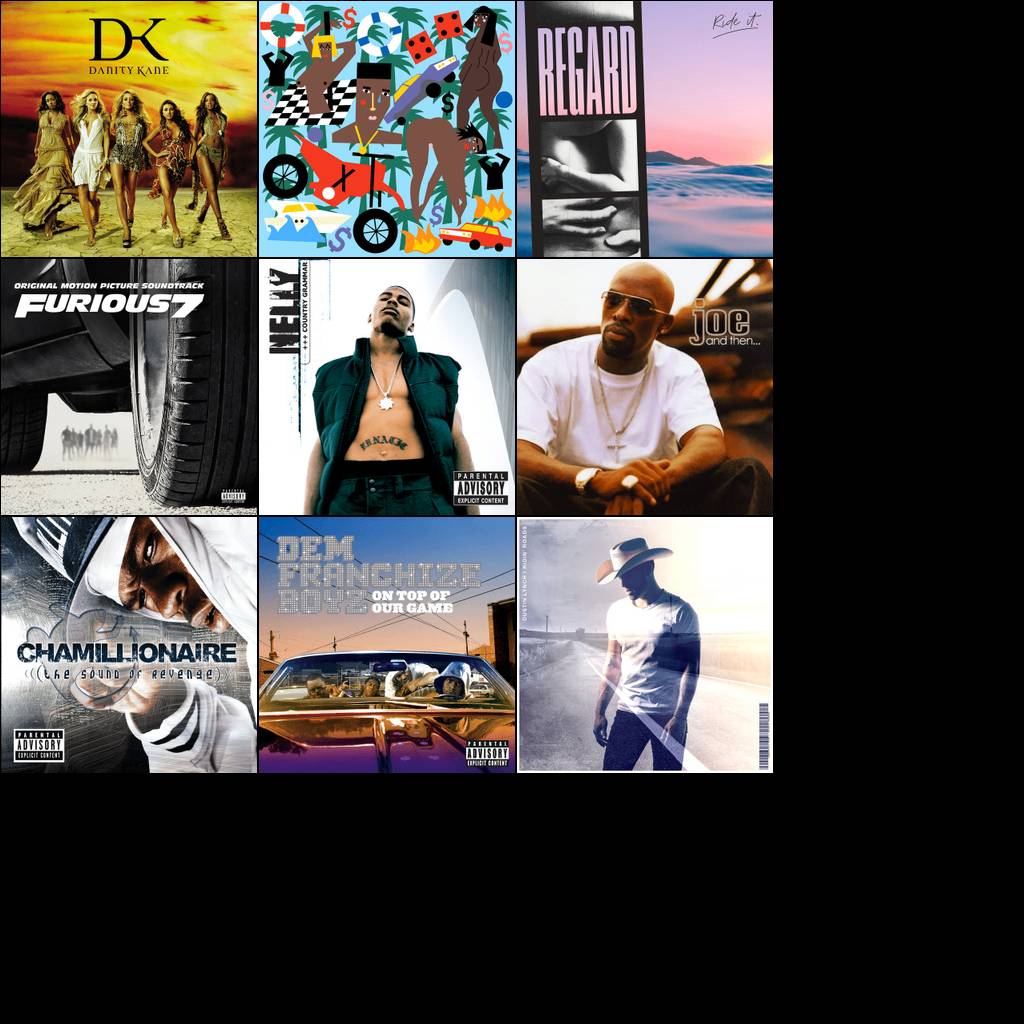 DK
DANITY KANE
REGARD
Ride it.
ORIGINAL MOTION PICTURE SOUNDTRACK
FURIOUS 7
PARENTAL
ADVISORY
EXPLICIT CONTENT
NELLY
+++ COUNTRY GRAMMAR
PARENTAL
ADVISORY
EXPLICIT CONTENT
joe
and then...
CHAMILLIONAIRE
(((the sound of revenge)))
PARENTAL
ADVISORY
EXPLICIT CONTENT
DEM
FRANCHIZE
BOYZ
ON TOP OF
OUR GAME
PARENTAL
ADVISORY
EXPLICIT CONTENT
DUSTIN LYNCH | RIDIN' ROADS